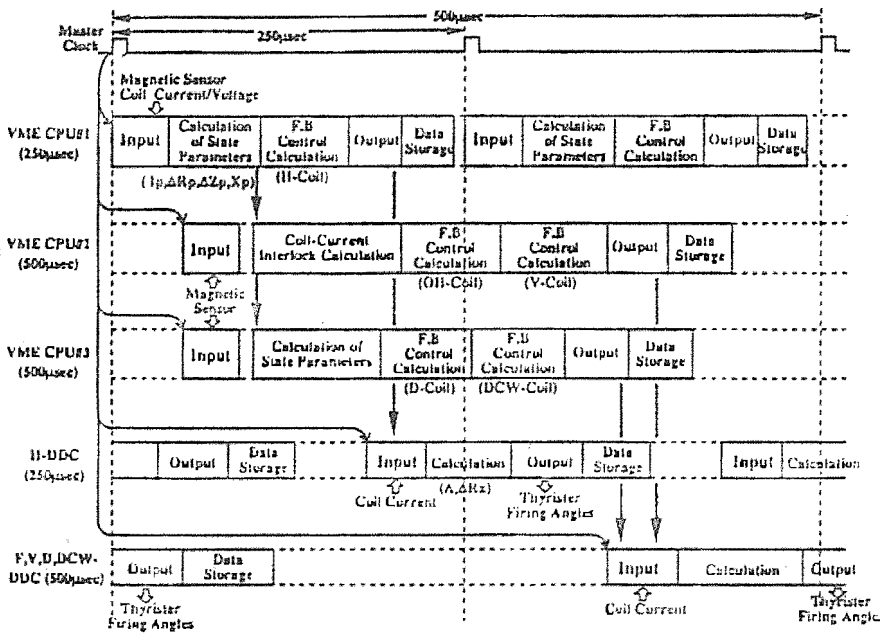 500μsec
Master
Clock
250μsec
Magnetic Sensor
Coil Current/Voltage
VME CPU#1
(250μsec)
Input
Calculation
of State
Parameters
F.B
Control
Calculation
Output
Data
Storage
Input
Calculation
of State
Parameters
F.B
Control
Calculation
Output
Data
Storage
(Ip,ΔRp,ΔZp,Xp)
(H-Coil)
VME CPU#2
(500μsec)
Input
Coil-Current
Interlock Calculation
F.B
Control
Calculation
F.B
Control
Calculation
Output
Data
Storage
(OH-Coil)
(V-Coil)
Magnetic
Sensor
VME CPU#3
(500μsec)
Input
Calculation of
State Parameters
F.B
Control
Calculation
F.B
Control
Calculation
Output
Data
Storage
(D-Coil)
(DCW-Coil)
H-DDC
(250μsec)
Output
Data
Storage
Input
Calculation
Output
Data
Storage
Input
Calculation
Coil Current
Thyrister
Firing Angles
F,V,D,DCW-
DDC (500μsec)
Output
Data
Storage
Input
Calculation
Output
Thyrister
Firing Angles
Coil Current
Thyrister
Firing Angle